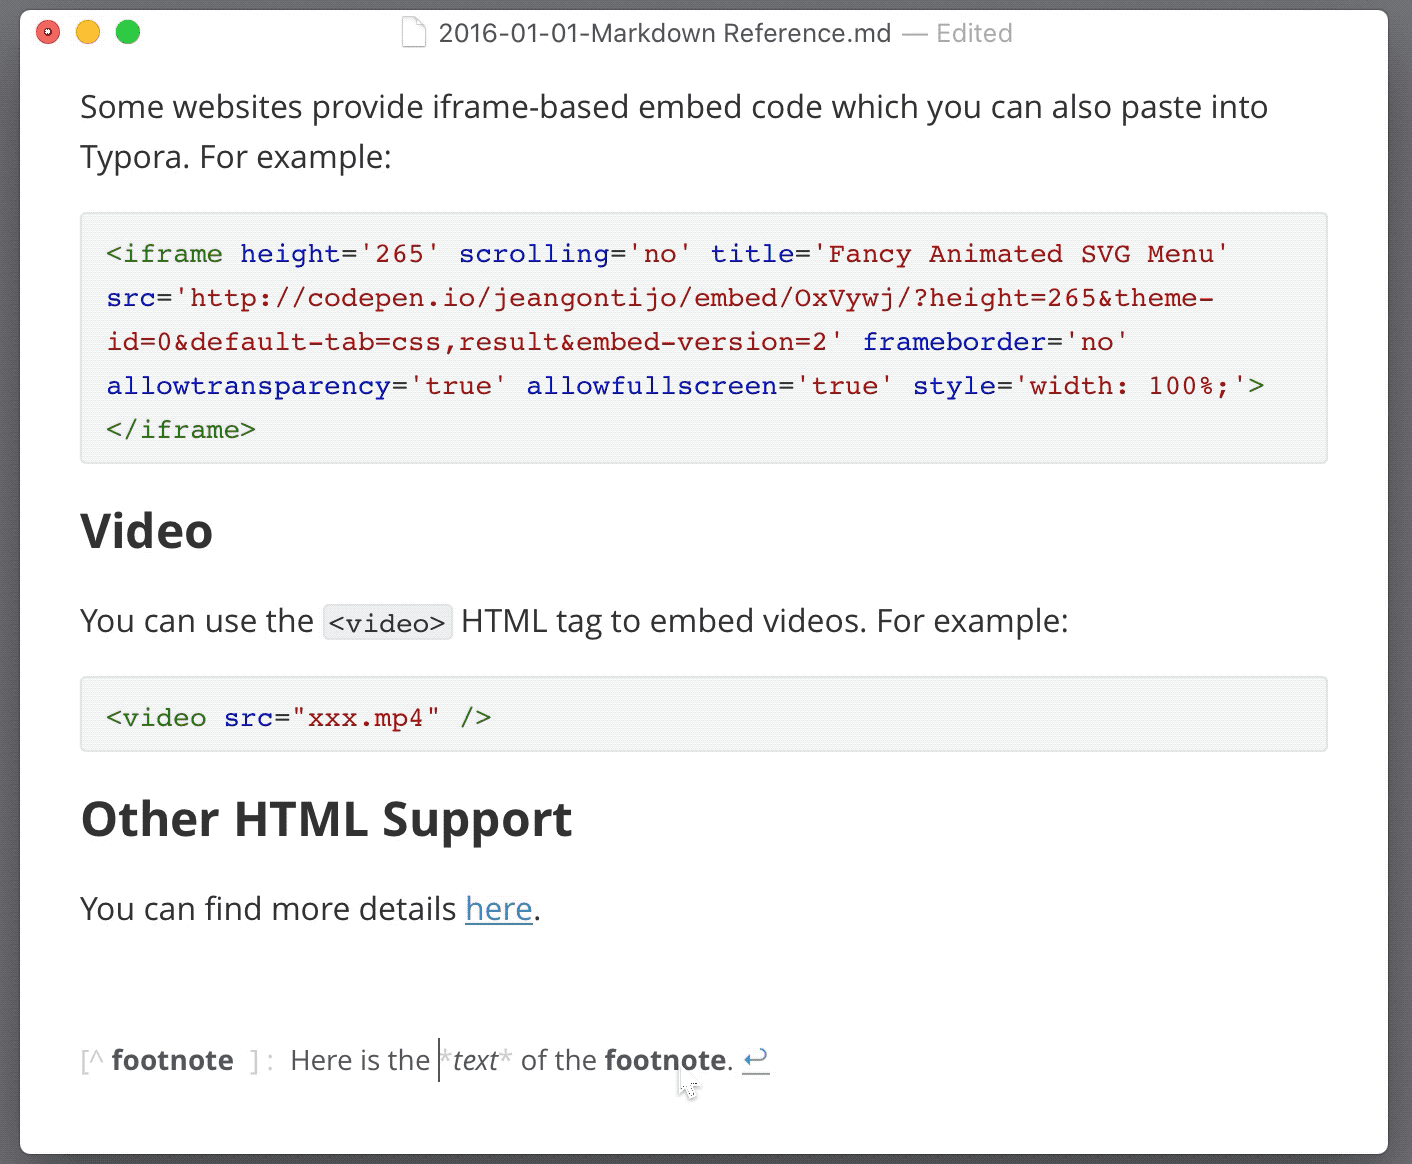 2016-01-01-Markdown Reference.md — Edited
Some websites provide iframe-based embed code which you can also paste into
Typora. For example:
<iframe height='265' scrolling='no' title='Fancy Animated SVG Menu'
src='http://codepen.io/jeangontijo/embed/OxVywj/?height=265&theme-
id=0&default-tab=css,result&embed-version=2' frameborder='no'
allowtransparency='true' allowfullscreen='true' style='width: 100%;'>
</iframe>
Video
You can use the <video> HTML tag to embed videos. For example:
<video src="xxx.mp4" />
Other HTML Support
You can find more details here.
[^ footnote ]: Here is the *text* of the footnote. ↩